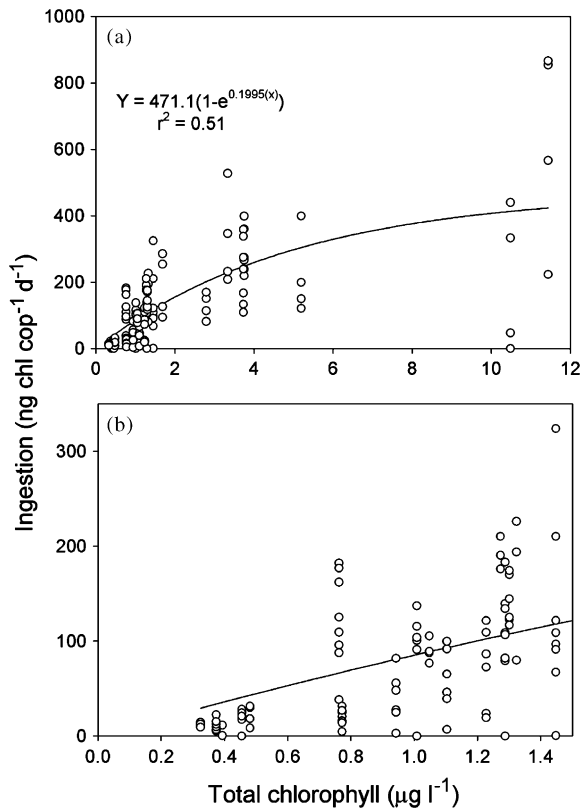 1000
(a)
800
Y = 471.1(1-e^0.1995(x))
r² = 0.51
600
400
200
0
0 2 4 6 8 10 12
Ingestion (ng chl cop⁻¹ d⁻¹)
(b)
300
200
100
0
0.0 0.2 0.4 0.6 0.8 1.0 1.2 1.4
Total chlorophyll (μg l⁻¹)